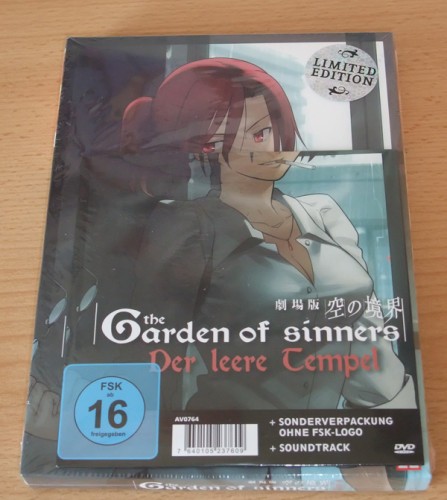 LIMITED
EDITION
劇場版 空の境界
the
Garden of sinners
Der leere Tempel
FSK
ab
16
freigegeben
AV0764
7640105237609
+ SONDERVERPACKUNG
OHNE FSK-LOGO
+ SOUNDTRACK
DVD